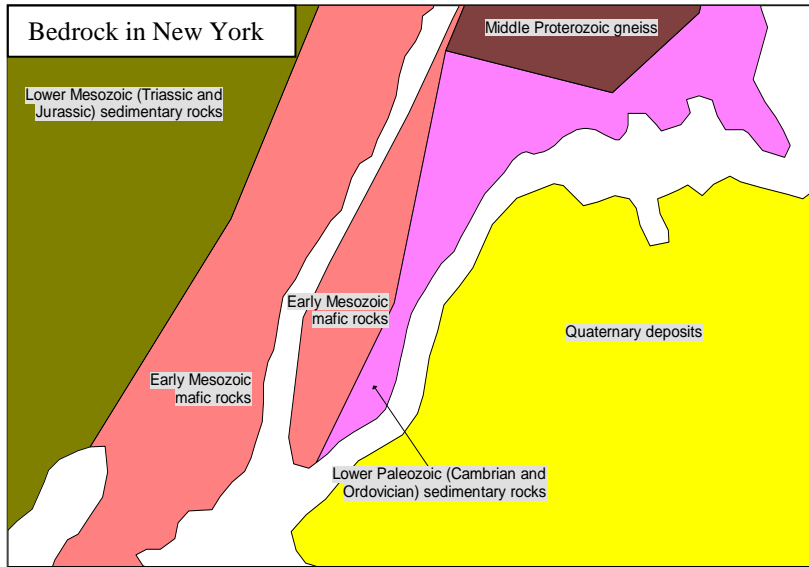 Bedrock in New York
Middle Proterozoic gneiss
Lower Mesozoic (Triassic and
Jurassic) sedimentary rocks
Early Mesozoic
mafic rocks
Quaternary deposits
Early Mesozoic
mafic rocks
Lower Paleozoic (Cambrian and
Ordovician) sedimentary rocks